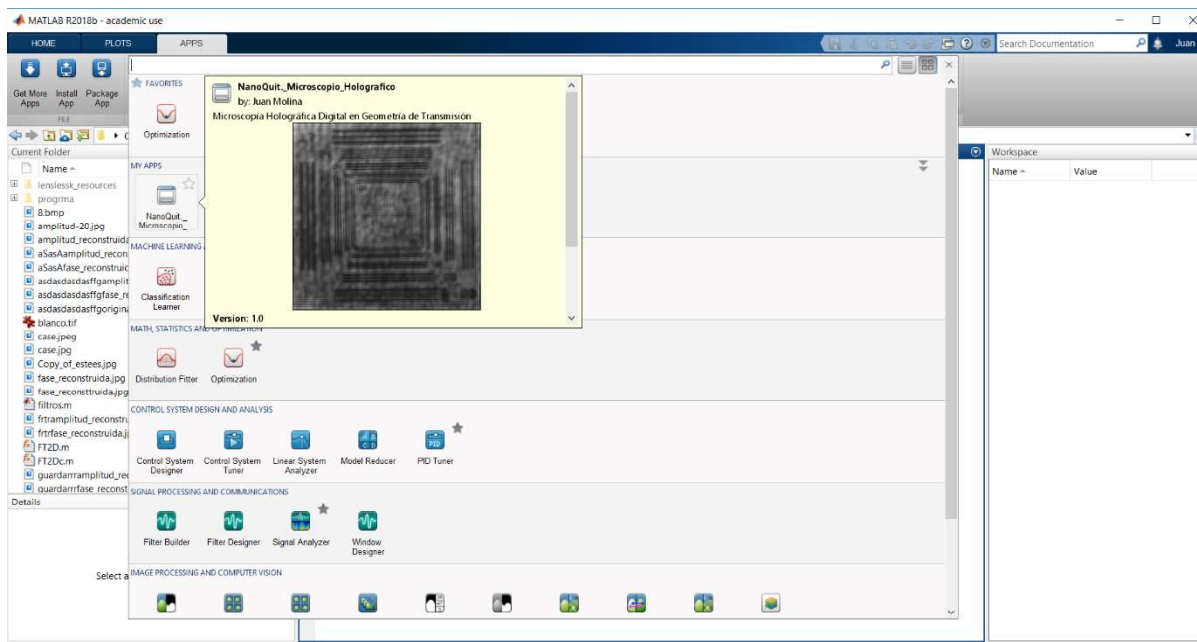 MATLAB R2018b - academic use
HOME PLOTS APPS
Search Documentation
Juan
Get More Apps
Install App
Package App
FILE
FAVORITES
Optimization
MY APPS
NanoQuit._
Microscopio_
NanoQuit._Microscopio_Holografico
by: Juan Molina
Microscopía Holográfica Digital en Geometría de Transmisión
Version: 1.0
Current Folder
Name
lenslessk_resources
progrma
8.bmp
amplitud-20.jpg
amplitud_reconstruida
aSasAamplitud_recon
aSasAfase_reconstruic
asdasdasdasffgamplit
asdasdasdasffgfase_re
asdasdasdasffgorigina
blanco.tif
case.jpeg
case.jpg
Copy_of_estees.jpg
fase_reconstruida.jpg
fase_reconsttruida.jpg
filtros.m
frtramplitud_reconstru
frtrfase_reconstruida.j
FT2D.m
FT2Dc.m
guardarrramplitud_rec
guardarrrfase_reconst
Details
Select a
MACHINE LEARNING
Classification Learner
MATH, STATISTICS AND OPTIMIZATION
Distribution Fitter
Optimization
CONTROL SYSTEM DESIGN AND ANALYSIS
Control System Designer
Control System Tuner
Linear System Analyzer
Model Reducer
PID Tuner
SIGNAL PROCESSING AND COMMUNICATIONS
Filter Builder
Filter Designer
Signal Analyzer
Window Designer
IMAGE PROCESSING AND COMPUTER VISION
Workspace
Name Value